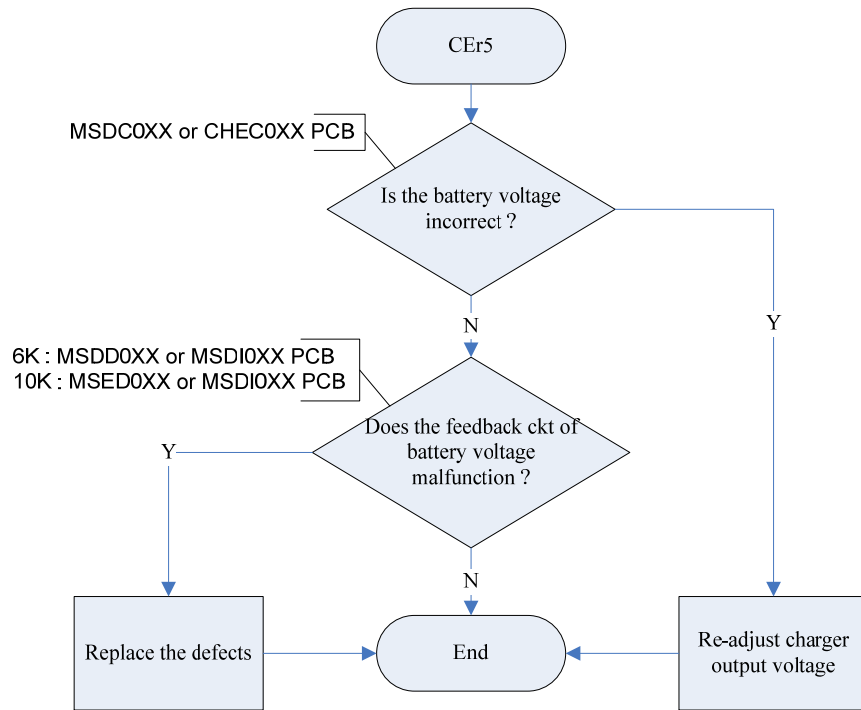 CEr5
MSDC0XX or CHEC0XX PCB
Is the battery voltage
incorrect ?
N
Y
6K : MSDD0XX or MSDI0XX PCB
10K : MSED0XX or MSDI0XX PCB
Does the feedback ckt of
battery voltage
malfunction ?
Y
N
Replace the defects
End
Re-adjust charger
output voltage